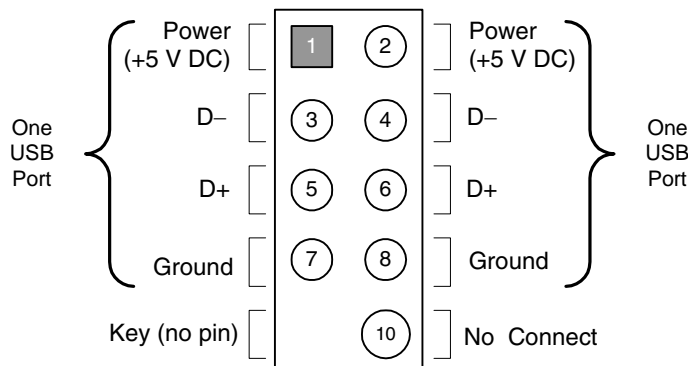 Power
(+5 V DC)
1
2
Power
(+5 V DC)
D–
3
4
D–
One
USB
Port
One
USB
Port
D+
5
6
D+
Ground
7
8
Ground
Key (no pin)
10
No Connect